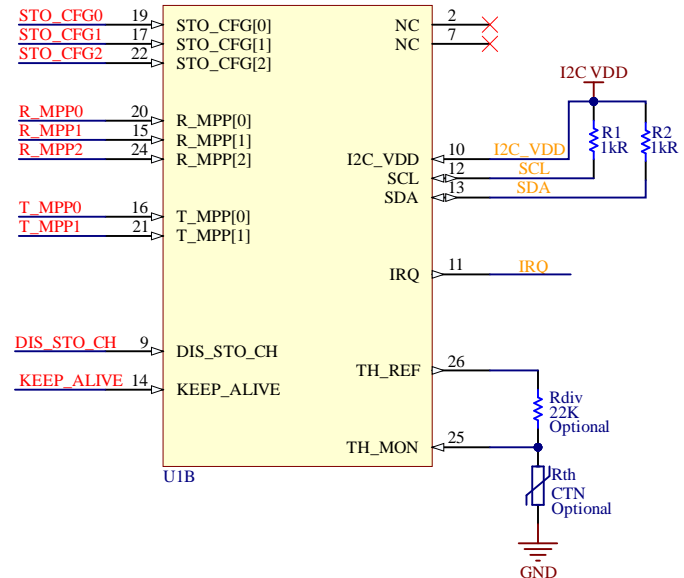 STO_CFG0 19 STO_CFG[0]
STO_CFG1 17 STO_CFG[1]
STO_CFG2 22 STO_CFG[2]
R_MPP0 20 R_MPP[0]
R_MPP1 15 R_MPP[1]
R_MPP2 24 R_MPP[2]
T_MPP0 16 T_MPP[0]
T_MPP1 21 T_MPP[1]
DIS_STO_CH 9 DIS_STO_CH
KEEP_ALIVE 14 KEEP_ALIVE
NC 2
NC 7
I2C VDD
R1
1kR
R2
1kR
I2C_VDD 10 I2C_VDD
SCL 12 SCL
SDA 13 SDA
IRQ 11 IRQ
TH_REF 26
Rdiv
22K
Optional
TH_MON 25
Rth
CTN
Optional
GND
U1B